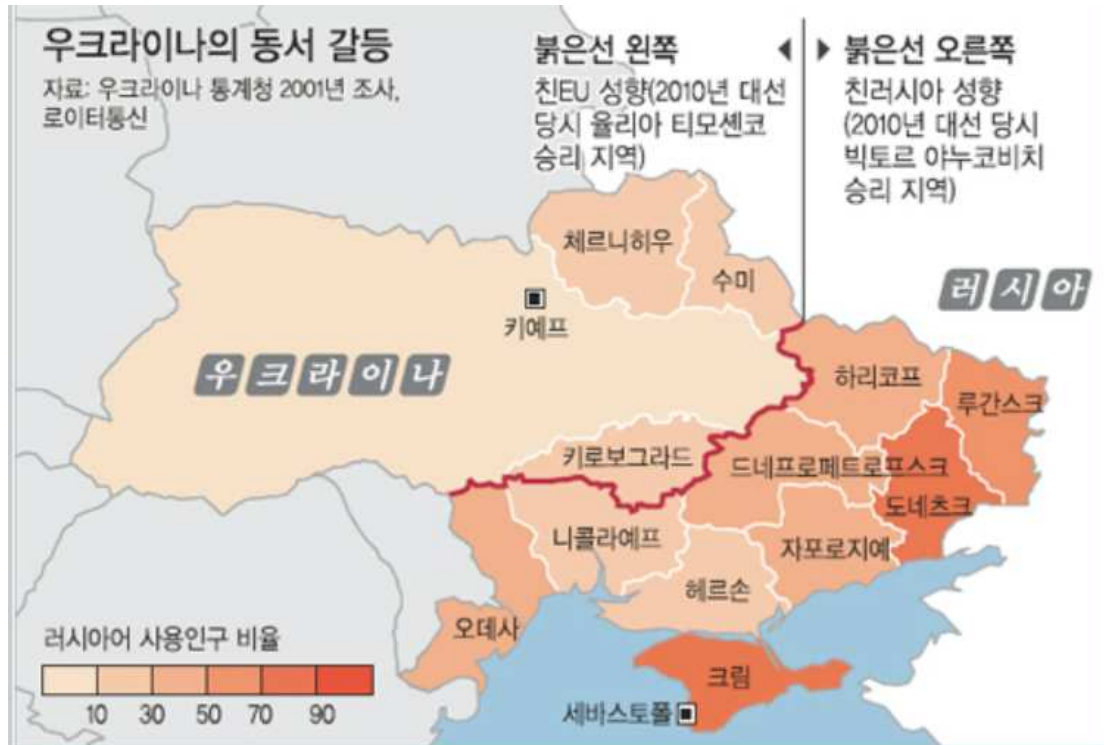 우크라이나의 동서 갈등
자료: 우크라이나 통계청 2001년 조사,
로이터통신
붉은선 왼쪽
친EU 성향(2010년 대선
당시 율리아 티모셴코
승리 지역)
붉은선 오른쪽
친러시아 성향
(2010년 대선 당시
빅토르 야누코비치
승리 지역)
체르니히우
수미
러시아
키예프
우크라이나
하리코프
루간스크
키로보그라드
드네프로페트로프스크
도네츠크
니콜라예프
자포로지예
헤르손
오데사
크림
세바스토폴
러시아어 사용인구 비율
10 30 50 70 90